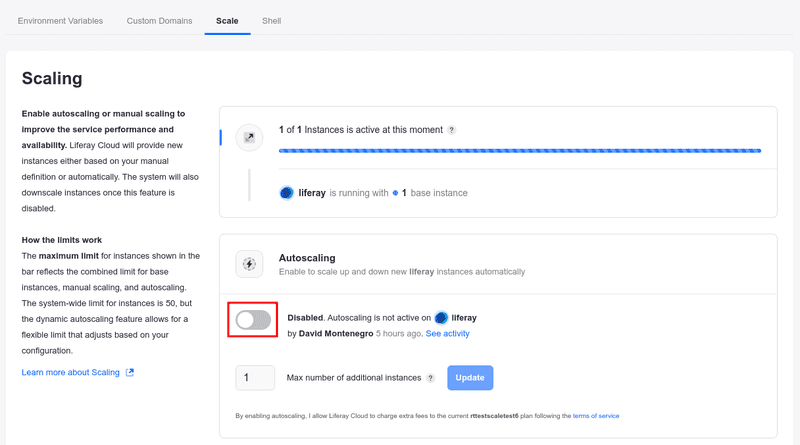 Environment Variables Custom Domains Scale Shell
Scaling
Enable autoscaling or manual scaling to
improve the service performance and
availability. Liferay Cloud will provide new
instances either based on your manual
definition or automatically. The system will also
downscale instances once this feature is
disabled.
How the limits work
The maximum limit for instances shown in the
bar reflects the combined limit for base
instances, manual scaling, and autoscaling.
The system-wide limit for instances is 50, but
the dynamic autoscaling feature allows for a
flexible limit that adjusts based on your
configuration.
Learn more about Scaling
1 of 1 Instances is active at this moment ?
liferay is running with 1 base instance
Autoscaling
Enable to scale up and down new liferay instances automatically
Disabled. Autoscaling is not active on liferay
by David Montenegro 5 hours ago. See activity
1 Max number of additional instances ? Update
By enabling autoscaling, I allow Liferay Cloud to charge extra fees to the current rttestscaletest6 plan following the terms of service